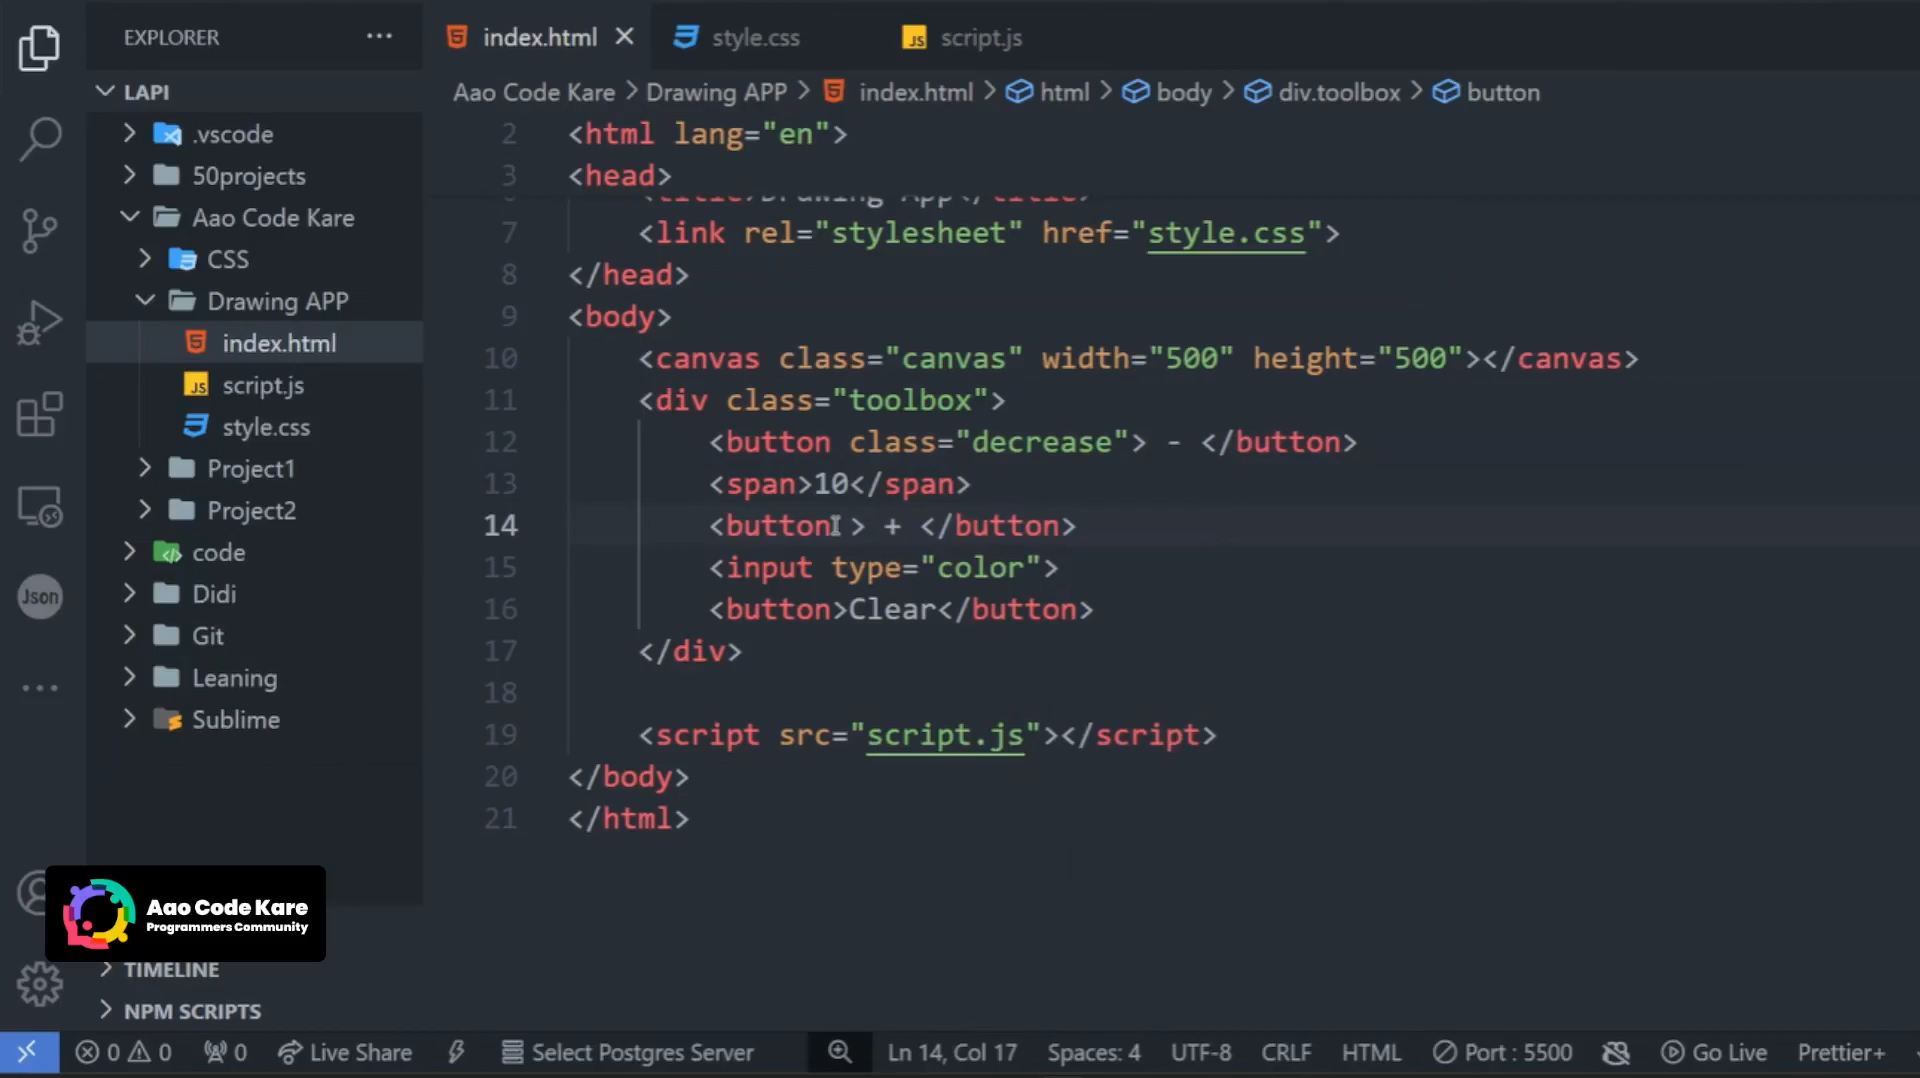 EXPLORER
LAPI
.vscode
50projects
Aao Code Kare
CSS
Drawing APP
index.html
script.js
style.css
Project1
Project2
code
Didi
Git
Leaning
Sublime
Json
Aao Code Kare
Programmers Community
TIMELINE
NPM SCRIPTS
index.html
style.css
JS script.js
Aao Code Kare > Drawing APP > index.html > html > body > div.toolbox > button
2 <html lang="en">
3 <head>
<title>Drawing App</title>
7 <link rel="stylesheet" href="style.css">
8 </head>
9 <body>
10 <canvas class="canvas" width="500" height="500"></canvas>
11 <div class="toolbox">
12 <button class="decrease"> - </button>
13 <span>10</span>
14 <button > + </button>
15 <input type="color">
16 <button>Clear</button>
17 </div>
18
19 <script src="script.js"></script>
20 </body>
21 </html>
0 0 0 Live Share Select Postgres Server Ln 14, Col 17 Spaces: 4 UTF-8 CRLF HTML Port : 5500 Go Live Prettier+